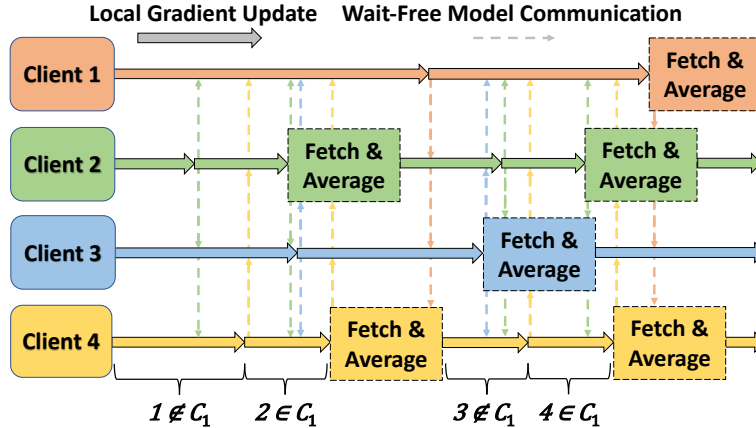 Local Gradient Update
Wait-Free Model Communication
Client 1
Fetch &
Average
Client 2
Fetch &
Average
Fetch &
Average
Client 3
Fetch &
Average
Client 4
Fetch &
Average
Fetch &
Average
1 ∉ C₁
2 ∈ C₁
3 ∉ C₁
4 ∈ C₁